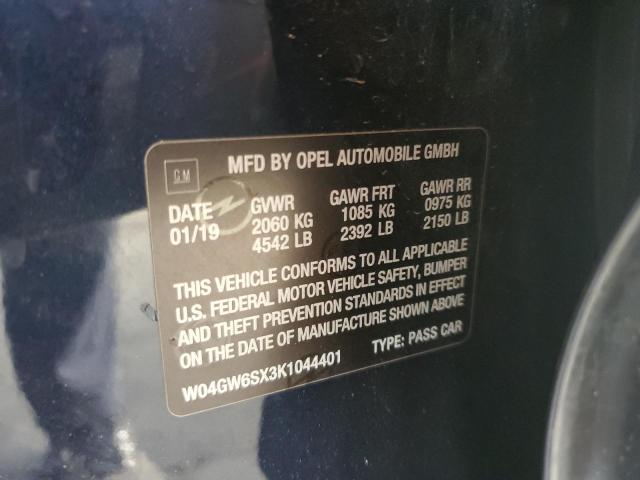 GM
MFD BY OPEL AUTOMOBILE GMBH
DATE GVWR GAWR FRT GAWR RR
01/19 2060 KG 1085 KG 0975 KG
4542 LB 2392 LB 2150 LB
THIS VEHICLE CONFORMS TO ALL APPLICABLE
U.S. FEDERAL MOTOR VEHICLE SAFETY, BUMPER
AND THEFT PREVENTION STANDARDS IN EFFECT
ON THE DATE OF MANUFACTURE SHOWN ABOVE
W04GW6SX3K1044401 TYPE: PASS CAR